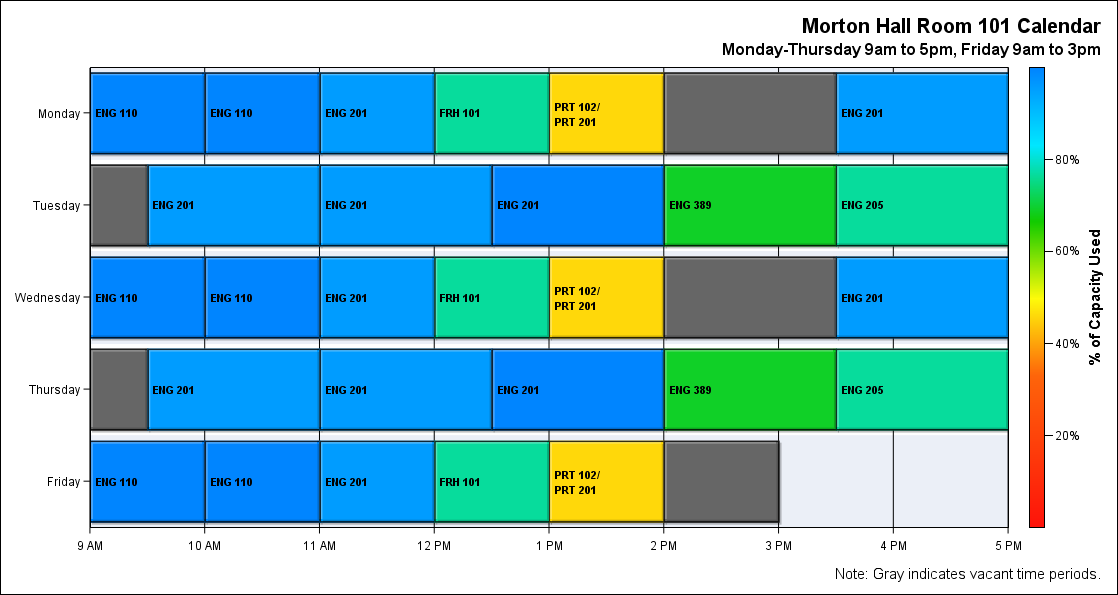 Morton Hall Room 101 Calendar
Monday-Thursday 9am to 5pm, Friday 9am to 3pm
Monday
ENG 110
ENG 110
ENG 201
FRH 101
PRT 102/
PRT 201
ENG 201
Tuesday
ENG 201
ENG 201
ENG 201
ENG 389
ENG 205
Wednesday
ENG 110
ENG 110
ENG 201
FRH 101
PRT 102/
PRT 201
ENG 201
Thursday
ENG 201
ENG 201
ENG 201
ENG 389
ENG 205
Friday
ENG 110
ENG 110
ENG 201
FRH 101
PRT 102/
PRT 201
9 AM
10 AM
11 AM
12 PM
1 PM
2 PM
3 PM
4 PM
5 PM
80%
60%
40%
20%
% of Capacity Used
Note: Gray indicates vacant time periods.